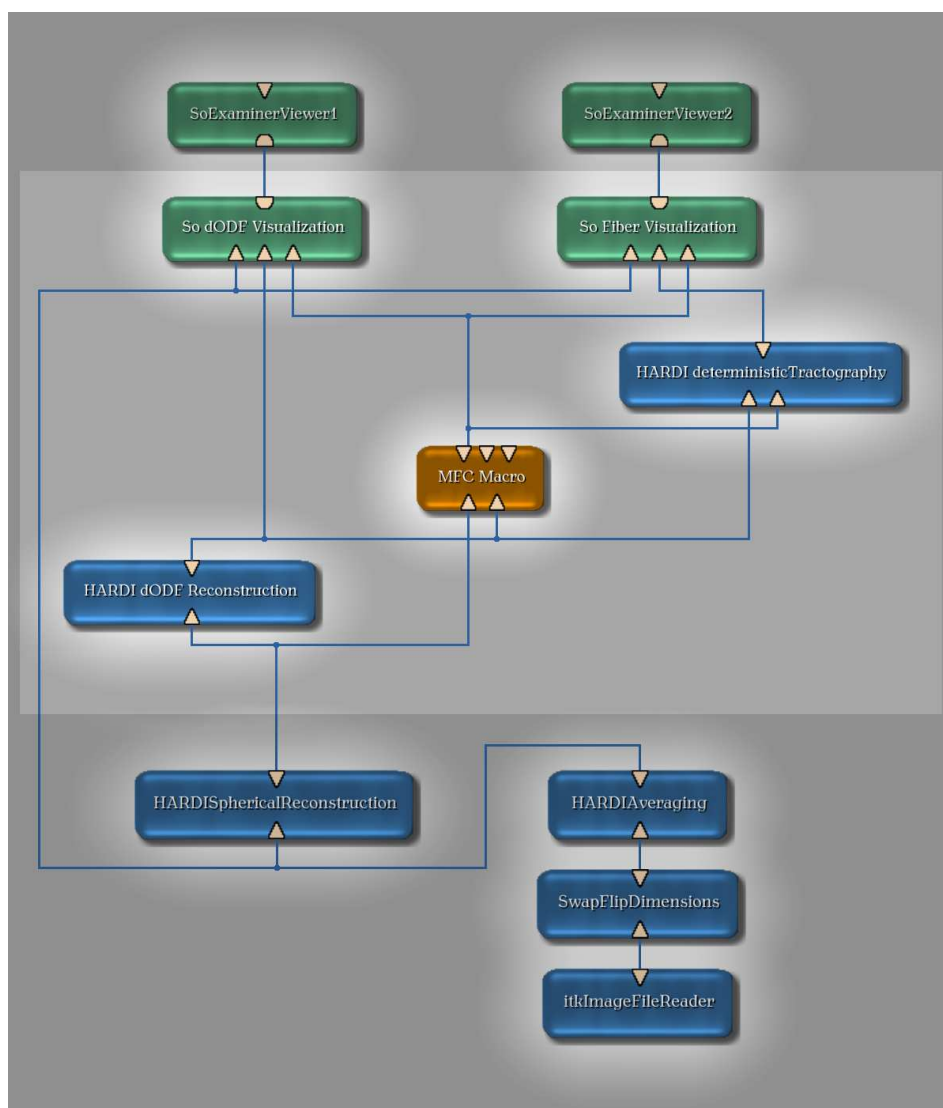 SoExaminerViewer1
SoExaminerViewer2
So dODF Visualization
So Fiber Visualization
HARDI deterministicTractography
MFC Macro
HARDI dODF Reconstruction
HARDISphericalReconstruction
HARDIAveraging
SwapFlipDimensions
itkImageFileReader